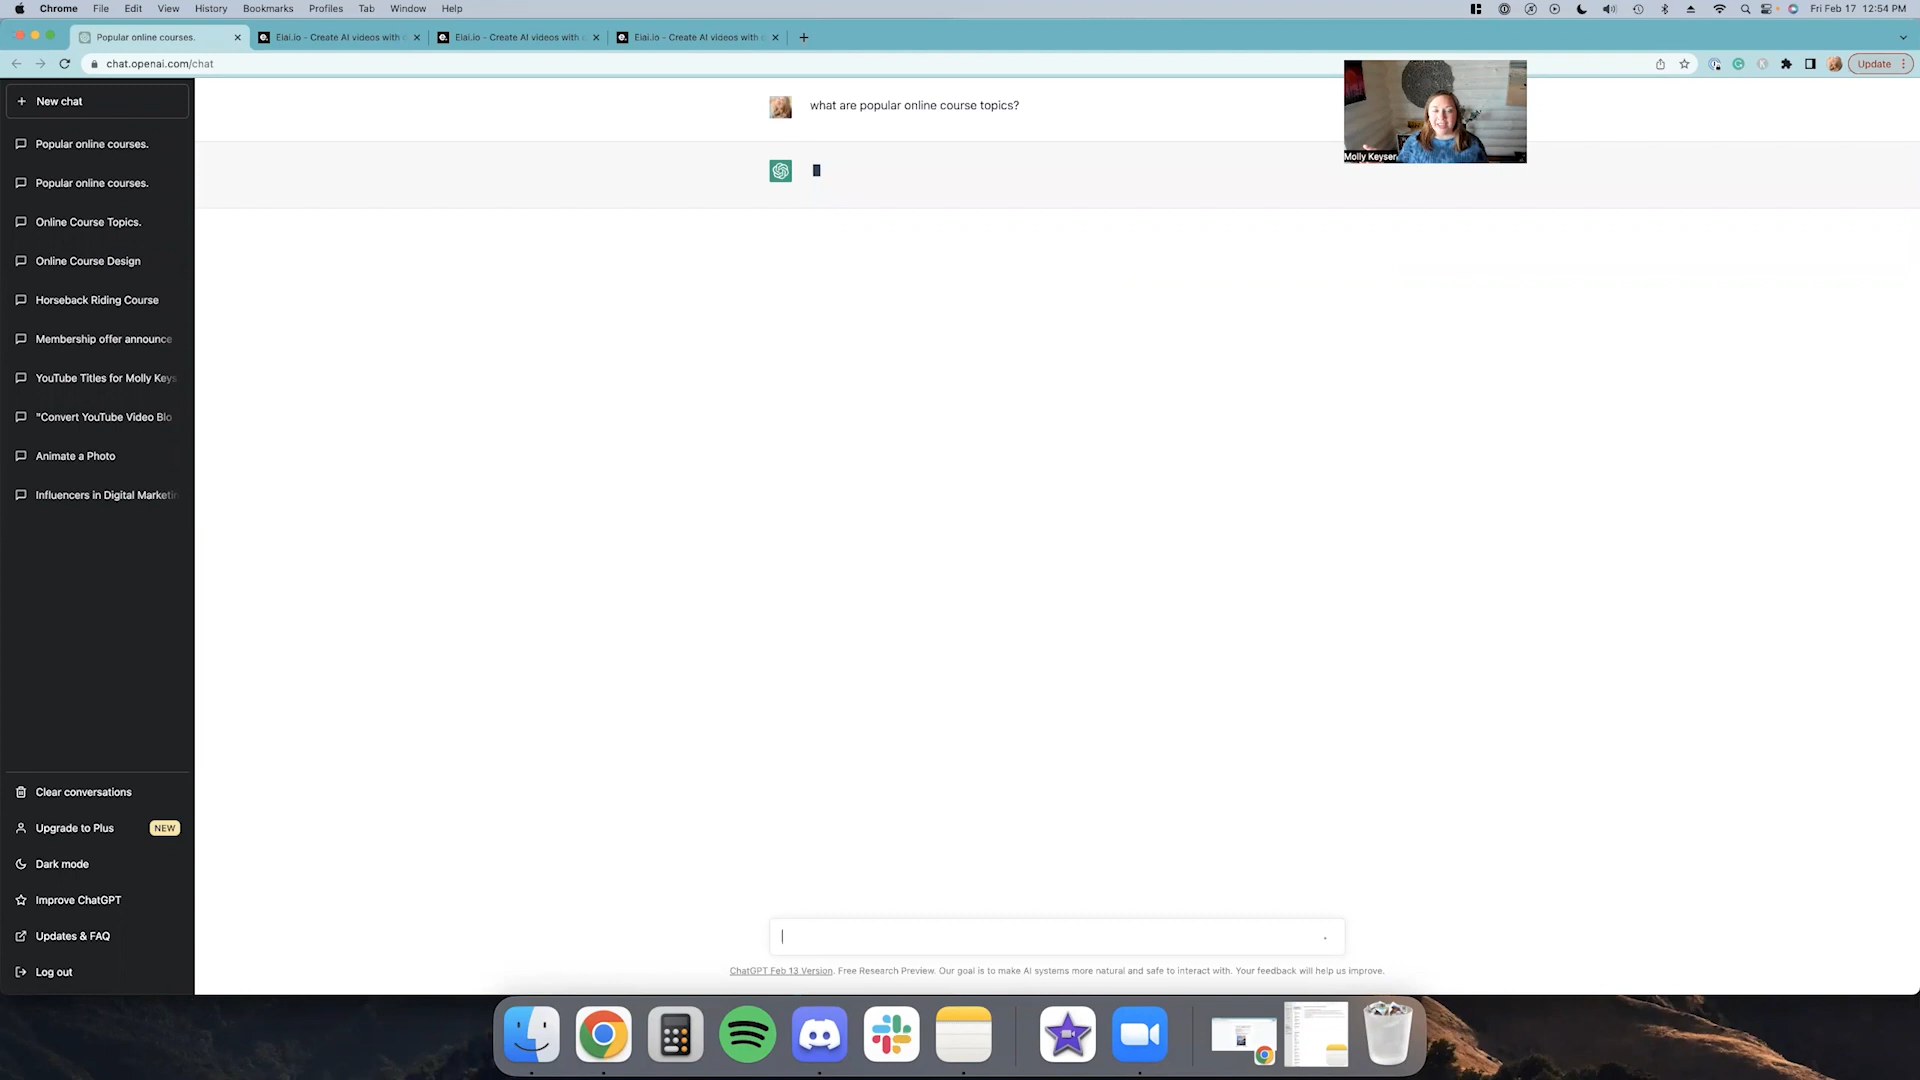 Chrome File Edit View History Bookmarks Profiles Tab Window Help Fri Feb 17 12:54 PM
Popular online courses. Elai.io - Create AI videos with Elai.io - Create AI videos with Elai.io - Create AI videos with
chat.openai.com/chat Update
New chat
what are popular online course topics?
Molly Keyser
Popular online courses.
Popular online courses.
Online Course Topics.
Online Course Design
Horseback Riding Course
Membership offer announce
YouTube Titles for Molly Keys
"Convert YouTube Video Blo
Animate a Photo
Influencers in Digital Marketin
Clear conversations
Upgrade to Plus NEW
Dark mode
Improve ChatGPT
Updates & FAQ
Log out
ChatGPT Feb 13 Version. Free Research Preview. Our goal is to make AI systems more natural and safe to interact with. Your feedback will help us improve.